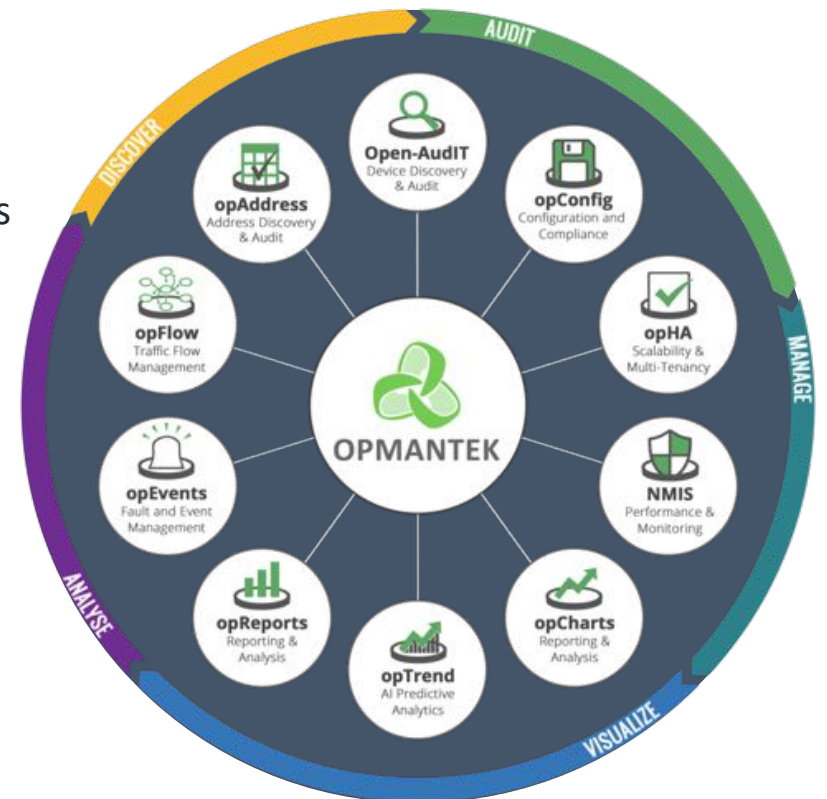 AUDIT
DISCOVER
MANAGE
VISUALIZE
ANALYSE
Open-AudIT
Device Discovery
& Audit
opConfig
Configuration and
Compliance
opHA
Scalability &
Multi-Tenancy
NMIS
Performance &
Monitoring
opCharts
Reporting &
Analysis
opTrend
AI Predictive
Analytics
opReports
Reporting &
Analysis
opEvents
Fault and Event
Management
opFlow
Traffic Flow
Management
opAddress
Address Discovery
& Audit
OPMANTEK
s